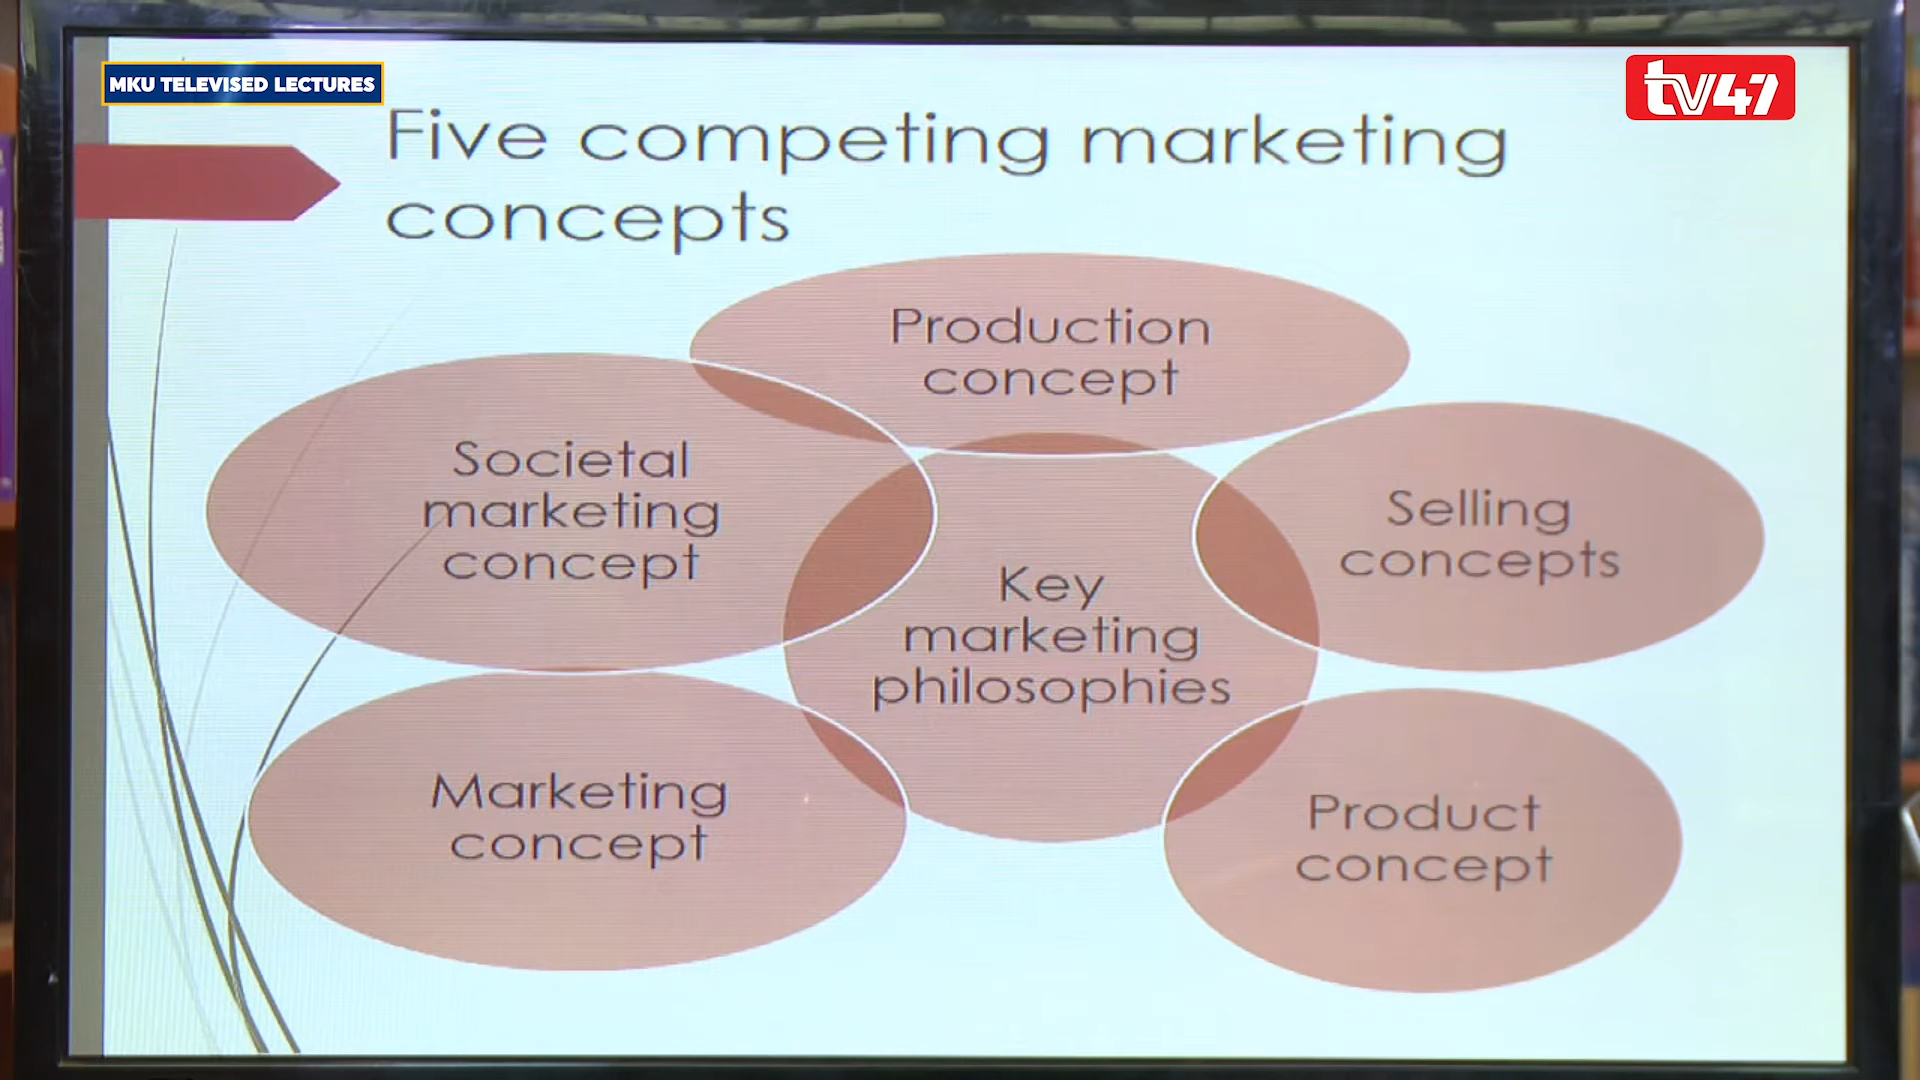 MKU TELEVISED LECTURES
tv47
Five competing marketing
concepts
Production
concept
Societal
marketing
concept
Selling
concepts
Key
marketing
philosophies
Marketing
concept
Product
concept